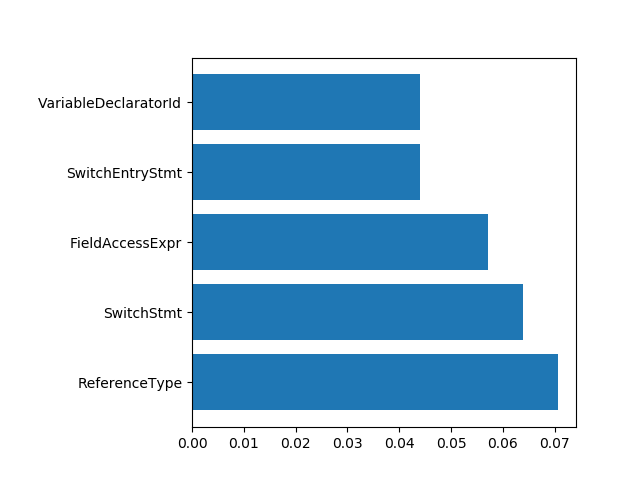 VariableDeclaratorId
SwitchEntryStmt
FieldAccessExpr
SwitchStmt
ReferenceType
0.00 0.01 0.02 0.03 0.04 0.05 0.06 0.07